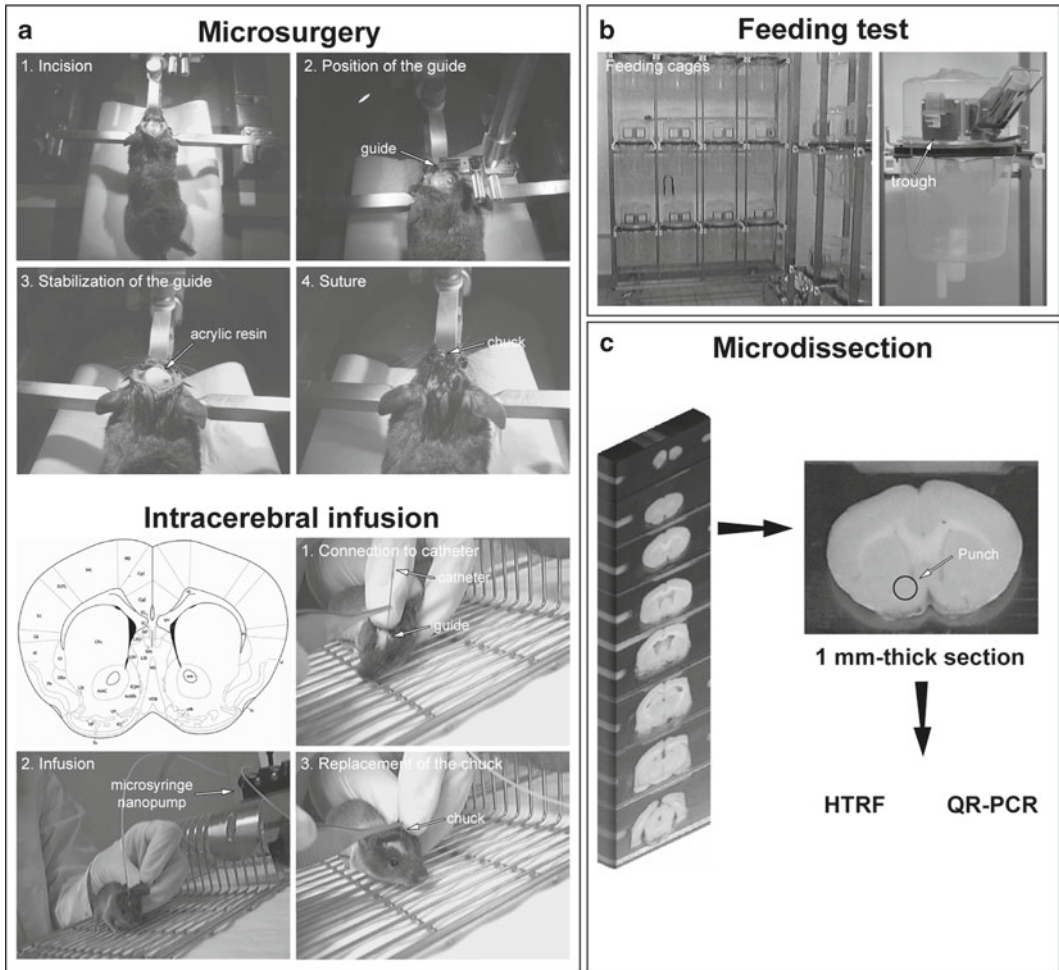 a
Microsurgery
1. Incision
2. Position of the guide
guide
3. Stabilization of the guide
acrylic resin
4. Suture
chuck
Intracerebral infusion
1. Connection to catheter
catheter
guide
2. Infusion
microsyringe
nanopump
3. Replacement of the chuck
chuck
b
Feeding test
Feeding cages
trough
c
Microdissection
Punch
1 mm-thick section
HTRF
QR-PCR